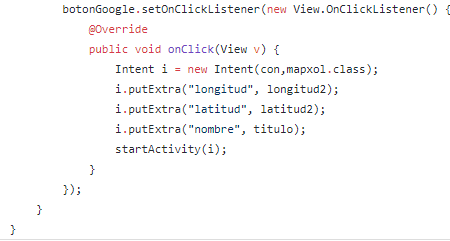 botonGoogle.setOnClickListener(new View.OnClickListener() {
@Override
public void onClick(View v) {
Intent i = new Intent(con,mapxol.class);
i.putExtra("longitud", longitud2);
i.putExtra("latitud", latitud2);
i.putExtra("nombre", titulo);
startActivity(i);
}
});
}
}